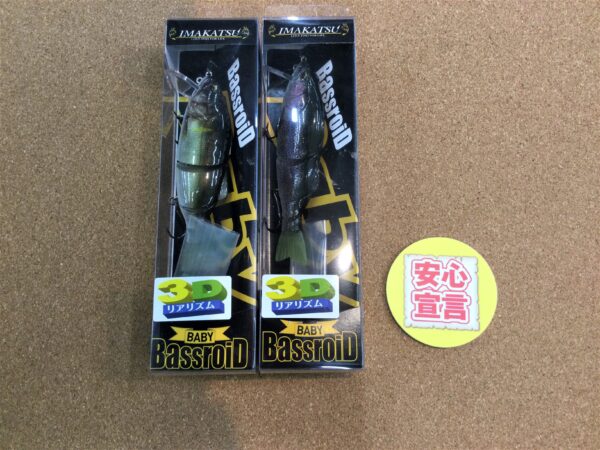 IMAKATSU
BassroiD
3D
リアリズム
BABY
BassroiD
IMAKATSU
BassroiD
3D
リアリズム
BABY
BassroiD
安心
宣言